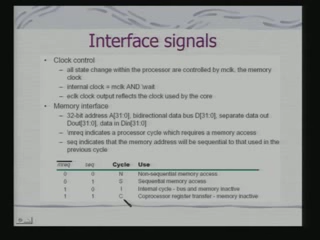 Interface signals
• Clock control
– all state change within the processor are controlled by mclk, the memory
clock
– internal clock = mclk AND \wait
– eclk clock output reflects the clock used by the core
• Memory interface
– 32-bit address A[31:0], bidirectional data bus D[31:0], separate data out
Dout[31:0], data in Din[31:0]
– \mreq indicates a processor cycle which requires a memory access
– seq indicates that the memory address will be sequential to that used in the
previous cycle
mreq seq Cycle Use
0 0 N Non-sequential memory access
0 1 S Sequential memory access
1 0 I Internal cycle - bus and memory inactive
1 1 C Coprocessor register transfer - memory inactive